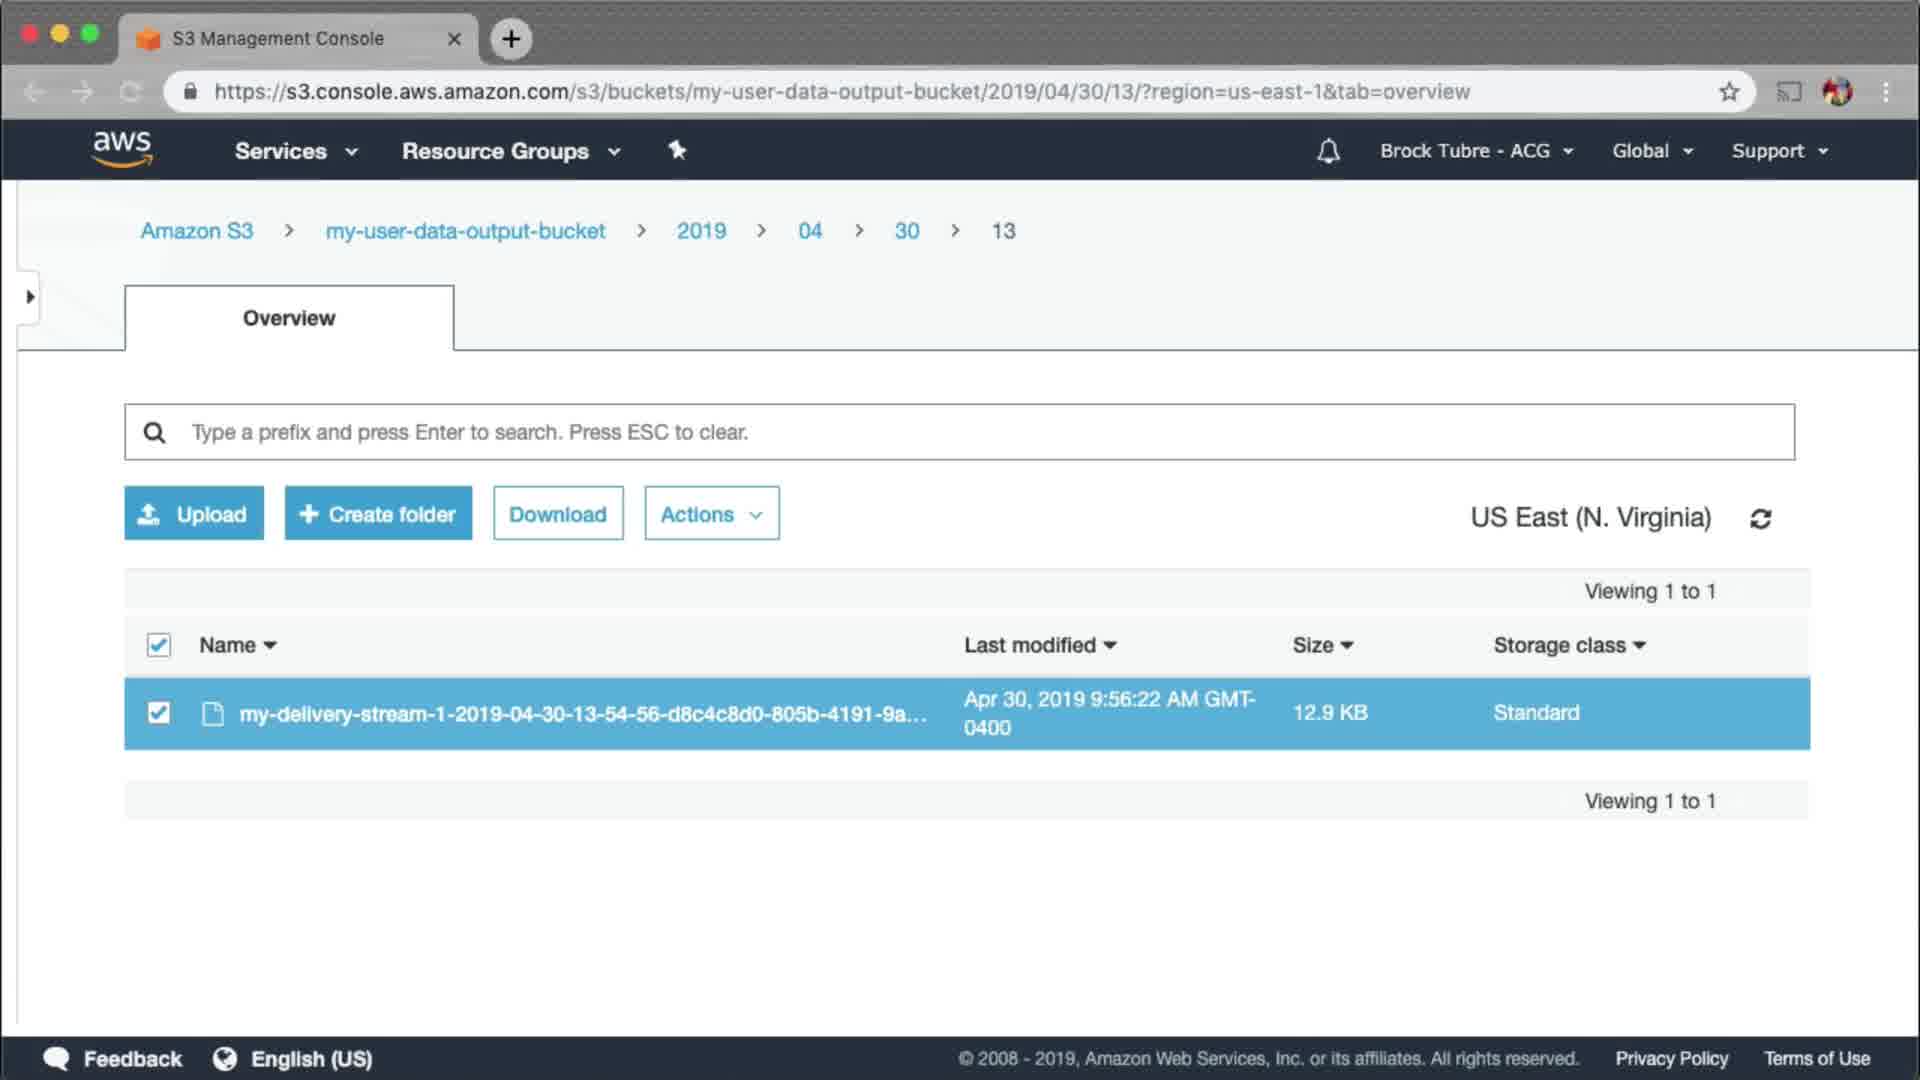 S3 Management Console
https://s3.console.aws.amazon.com/s3/buckets/my-user-data-output-bucket/2019/04/30/13/?region=us-east-1&tab=overview
aws Services Resource Groups Brock Tubre - ACG Global Support
Amazon S3 > my-user-data-output-bucket > 2019 > 04 > 30 > 13
Overview
Type a prefix and press Enter to search. Press ESC to clear.
Upload + Create folder Download Actions US East (N. Virginia)
Viewing 1 to 1
Name Last modified Size Storage class
my-delivery-stream-1-2019-04-30-13-54-56-d8c4c8d0-805b-4191-9a... Apr 30, 2019 9:56:22 AM GMT-0400 12.9 KB Standard
Viewing 1 to 1
Feedback English (US) © 2008 - 2019, Amazon Web Services, Inc. or its affiliates. All rights reserved. Privacy Policy Terms of Use